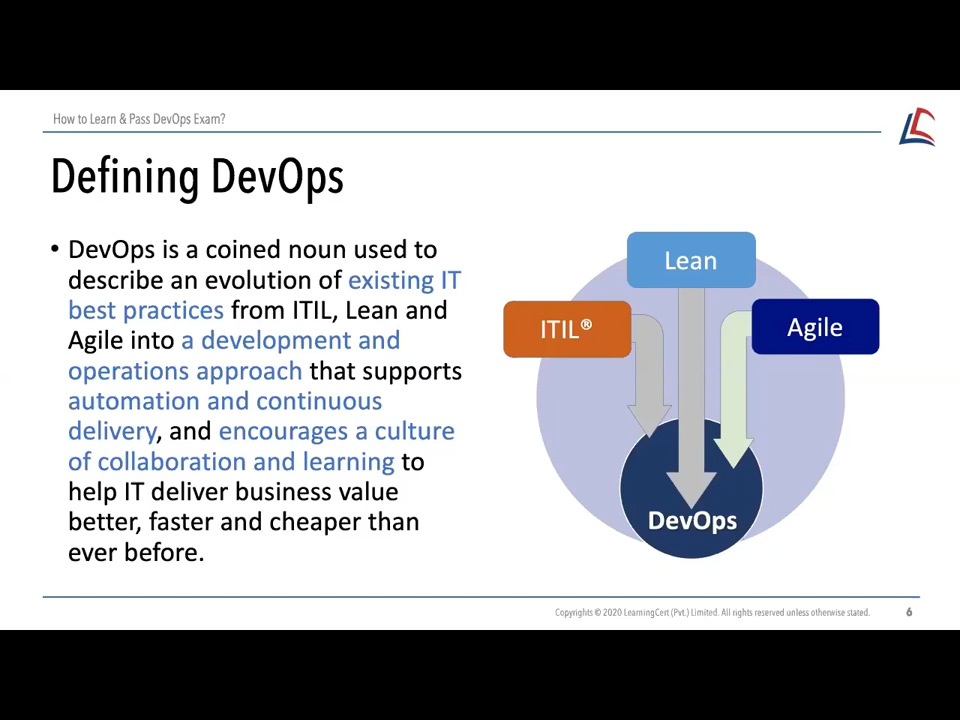 How to Learn & Pass DevOps Exam?
Defining DevOps
• DevOps is a coined noun used to
describe an evolution of existing IT
best practices from ITIL, Lean and
Agile into a development and
operations approach that supports
automation and continuous
delivery, and encourages a culture
of collaboration and learning to
help IT deliver business value
better, faster and cheaper than
ever before.
Lean
ITIL®
Agile
DevOps
Copyrights © 2020 LearningCert (Pvt.) Limited. All rights reserved unless otherwise stated.
6